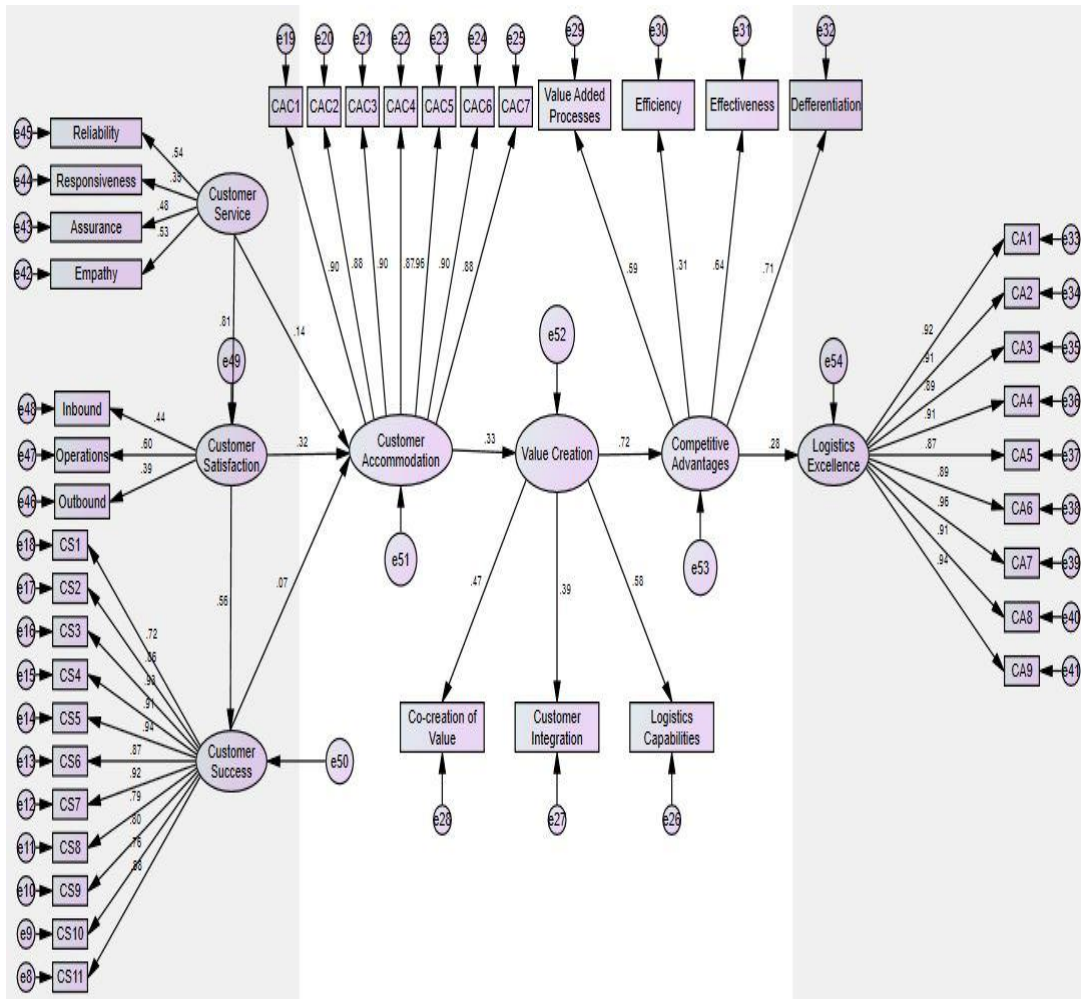 e19 e20 e21 e22 e23 e24 e25 e29 e30 e31 e32
CAC1 CAC2 CAC3 CAC4 CAC5 CAC6 CAC7
Value Added
Processes
Efficiency
Effectiveness
Defferentiation
e45 Reliability
e44 Responsiveness
e43 Assurance
e42 Empathy
.54
.35
.48
.53
Customer
Service
.90 .88 .90 .87 .96 .90 .88
.59 .31 .64 .71
.81
.14
e49
e52
e54
e48 Inbound
e47 Operations
e46 Outbound
.44
.60
.39
Customer
Satisfaction
.32
Customer
Accommodation
.33
Value Creation
.72
Competitive
Advantages
.28
Logistics
Excellence
e51
e53
.56
.07
.47
.39
.58
CA1 e33
CA2 e34
CA3 e35
CA4 e36
CA5 e37
CA6 e38
CA7 e39
CA8 e40
CA9 e41
.92
.91
.89
.91
.87
.89
.95
.91
.94
e18 CS1
e17 CS2
e16 CS3
e15 CS4
e14 CS5
e13 CS6
e12 CS7
e11 CS8
e10 CS9
e9 CS10
e8 CS11
.72
.93
.91
.94
.87
.92
.79
.80
.76
Customer
Success
e50
Co-creation of
Value
Customer
Integration
Logistics
Capabilities
e28 e27 e26